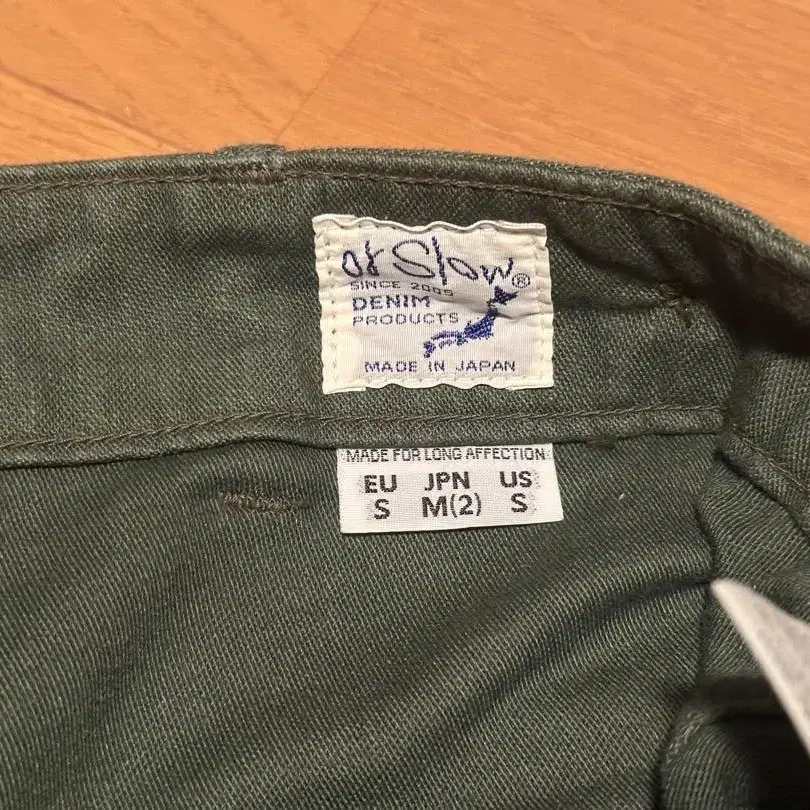 or Slow®
SINCE 2005
DENIM
PRODUCTS
MADE IN JAPAN
MADE FOR LONG AFFECTION
EU JPN US
S M(2) S